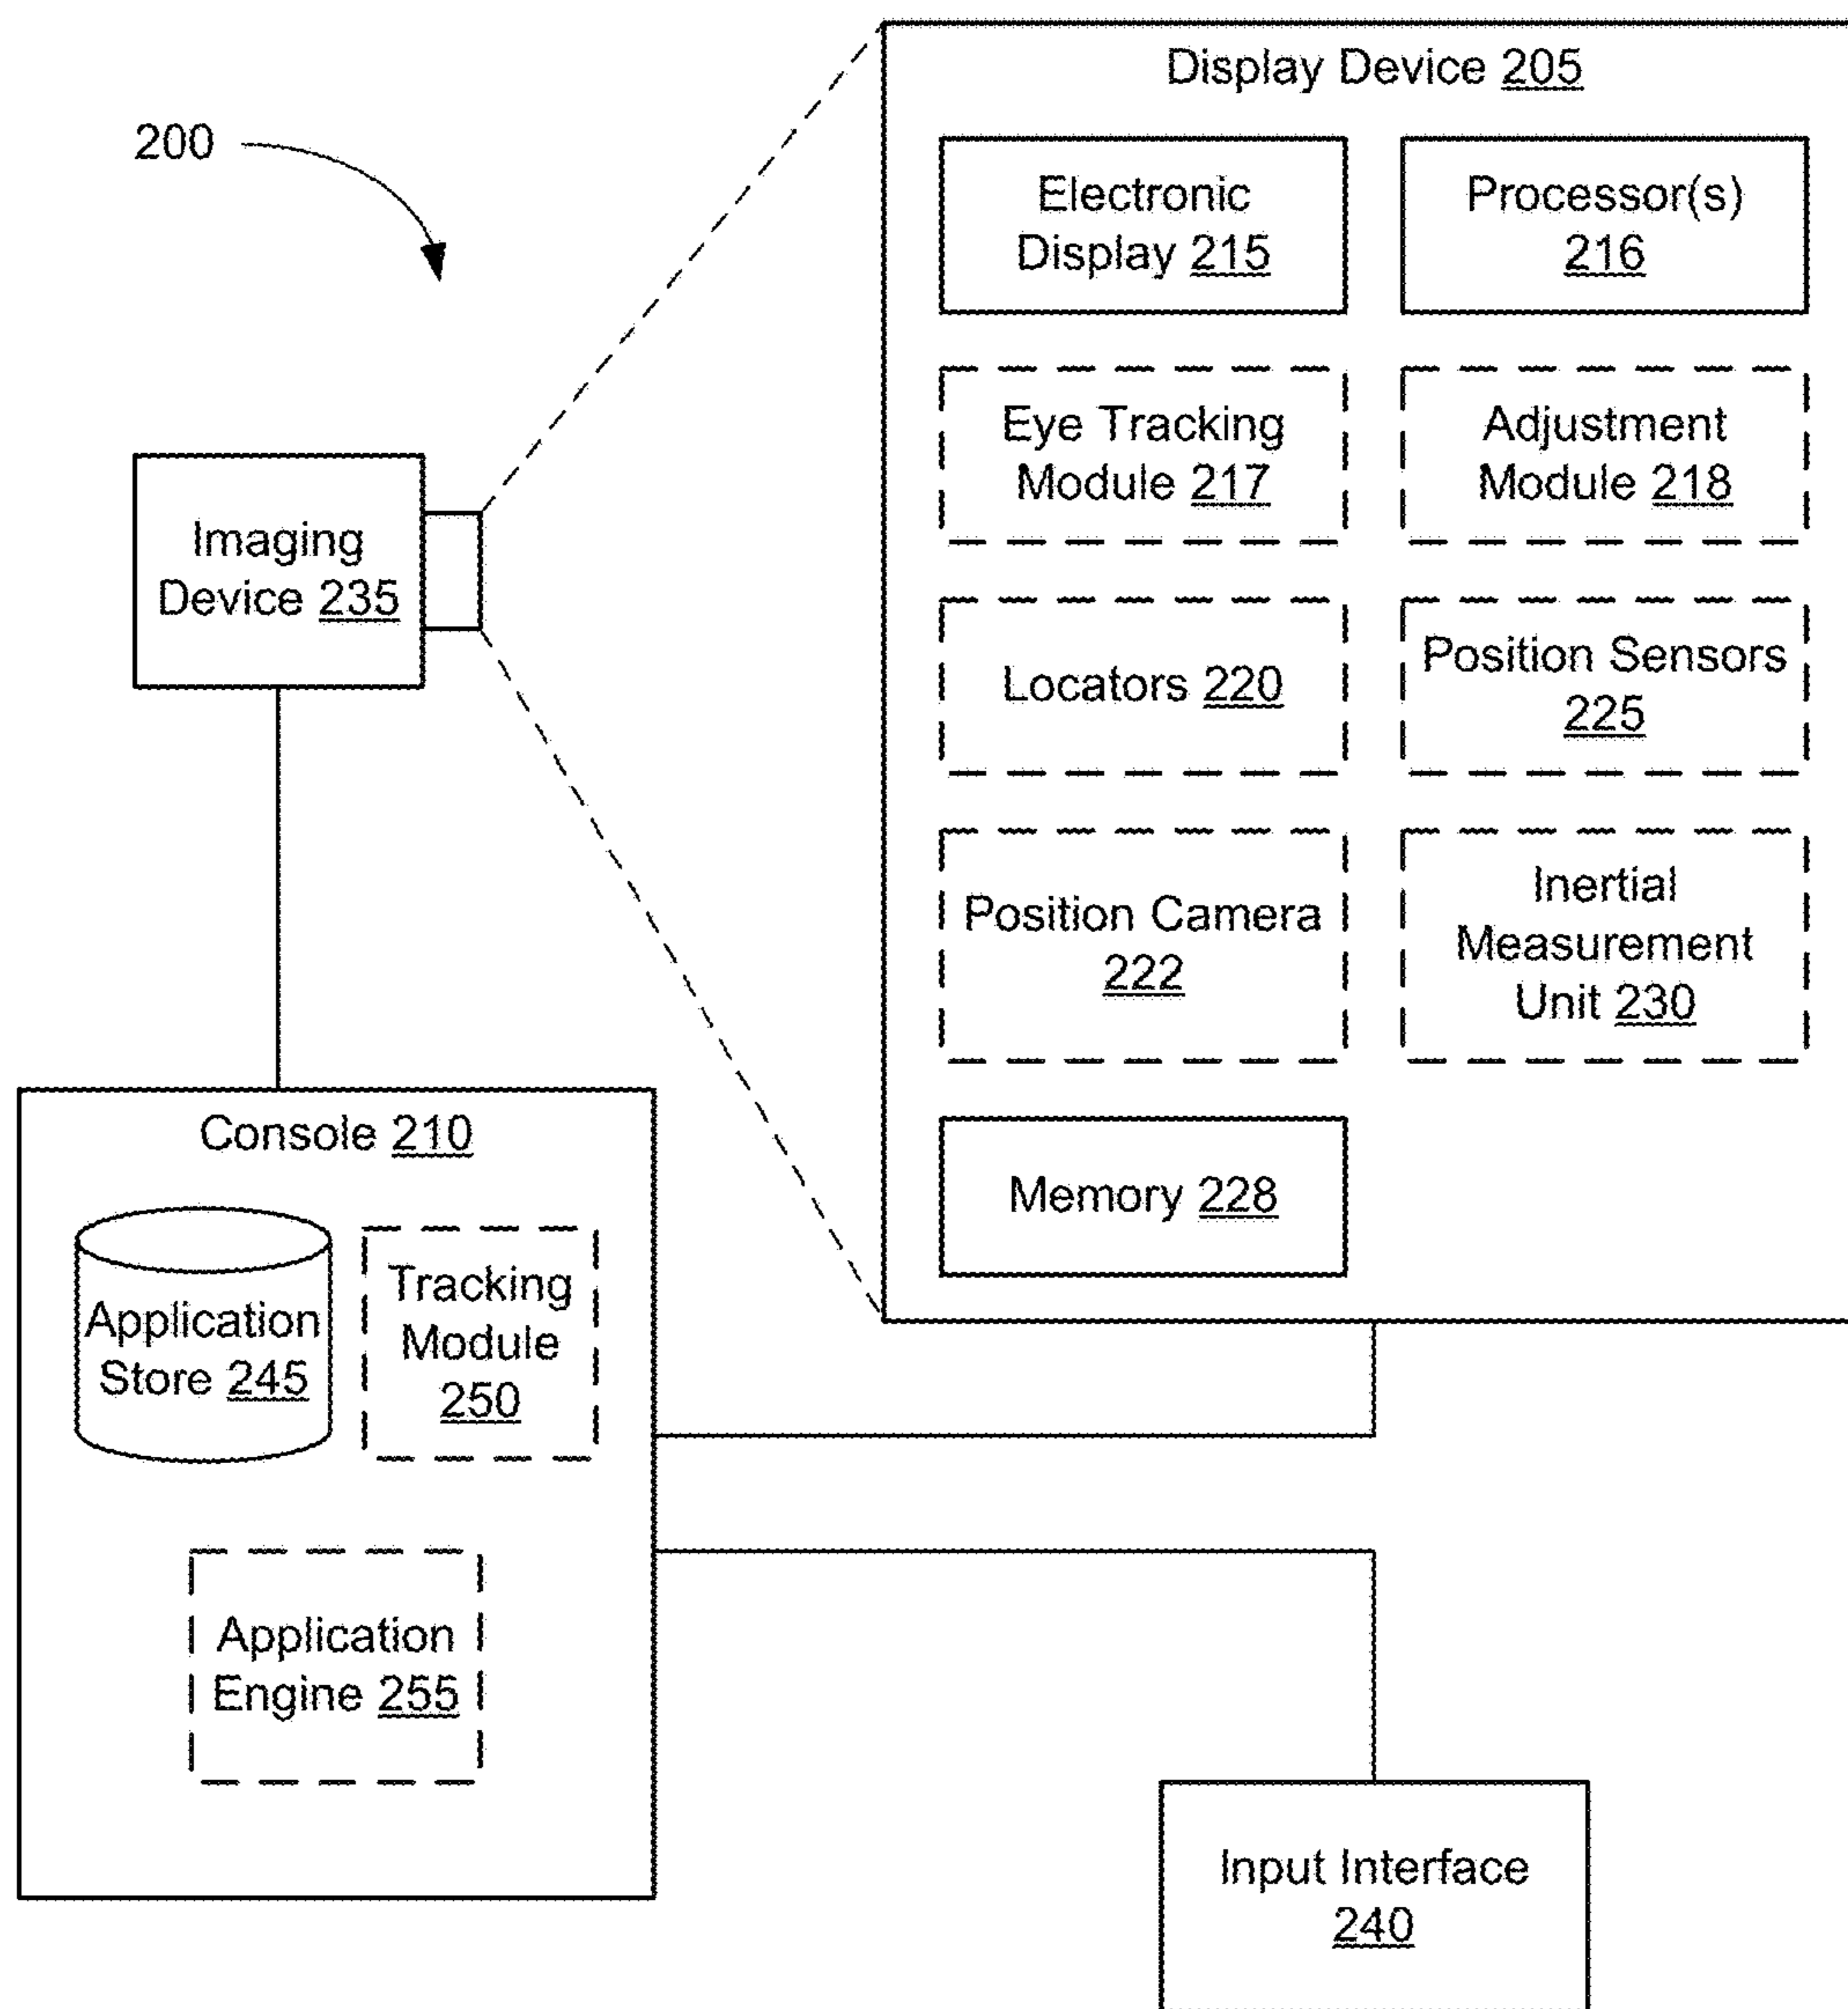 200
Display Device 205
Electronic
Display 215
Processor(s)
216
Eye Tracking
Module 217
Adjustment
Module 218
Imaging
Device 235
Locators 220
Position Sensors
225
Position Camera
222
Inertial
Measurement
Unit 230
Memory 228
Console 210
Application
Store 245
Tracking
Module
250
Application
Engine 255
Input Interface
240